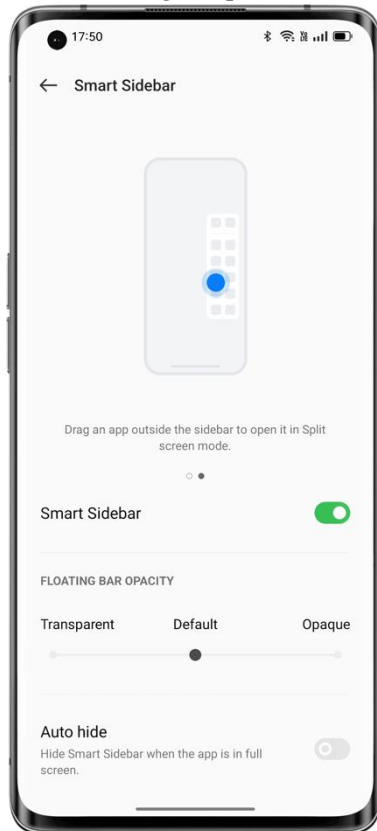 17:50
Smart Sidebar
Drag an app outside the sidebar to open it in Split
screen mode.
Smart Sidebar
FLOATING BAR OPACITY
Transparent Default Opaque
Auto hide
Hide Smart Sidebar when the app is in full
screen.